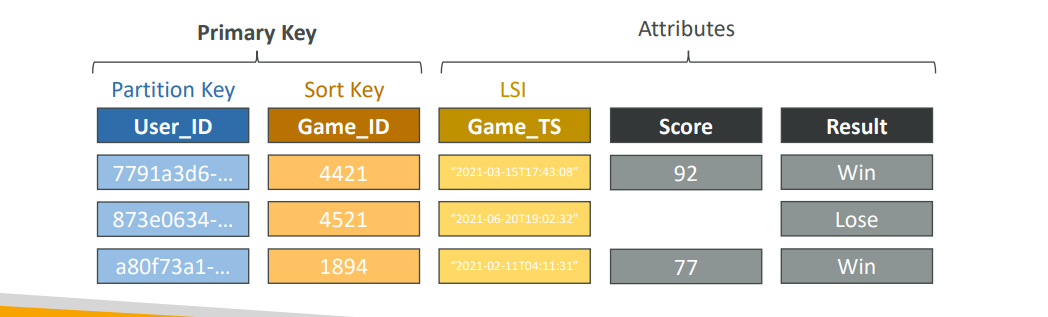 Primary Key Attributes
Partition Key Sort Key LSI
User_ID Game_ID Game_TS Score Result
7791a3d6-... 4421 "2021-03-15T17:43:08" 92 Win
873e0634-... 4521 "2021-06-20T19:02:32" Lose
a80f73a1-... 1894 "2021-02-11T04:11:31" 77 Win